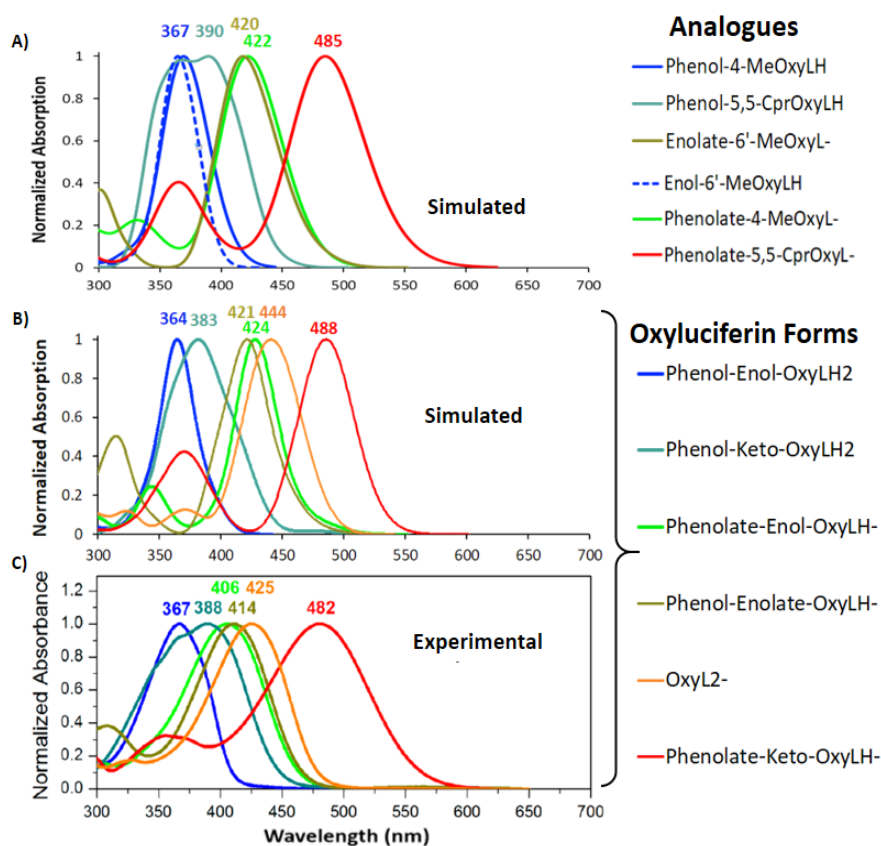 Analogues
A)
367 390 420
422 485
Normalized Absorption
1
0.8
0.6
0.4
0.2
0
Simulated
300 350 400 450 500 550 600 650 700
Phenol-4-MeOxyLH
Phenol-5,5-CprOxyLH
Enolate-6'-MeOxyL-
Enol-6'-MeOxyLH
Phenolate-4-MeOxyL-
Phenolate-5,5-CprOxyL-
B)
364 383 421 444
424 488
Normalized Absorption
1
0.8
0.6
0.4
0.2
0
Simulated
300 350 400 450 500 550 600 650 700
C)
406 425
367 388 414 482
Normalized Absorbance
1.2
1.0
0.8
0.6
0.4
0.2
0.0
Experimental
300 350 400 450 500 550 600 650 700
Wavelength (nm)
Oxyluciferin Forms
Phenol-Enol-OxyLH2
Phenol-Keto-OxyLH2
Phenolate-Enol-OxyLH-
Phenol-Enolate-OxyLH-
OxyL2-
Phenolate-Keto-OxyLH-